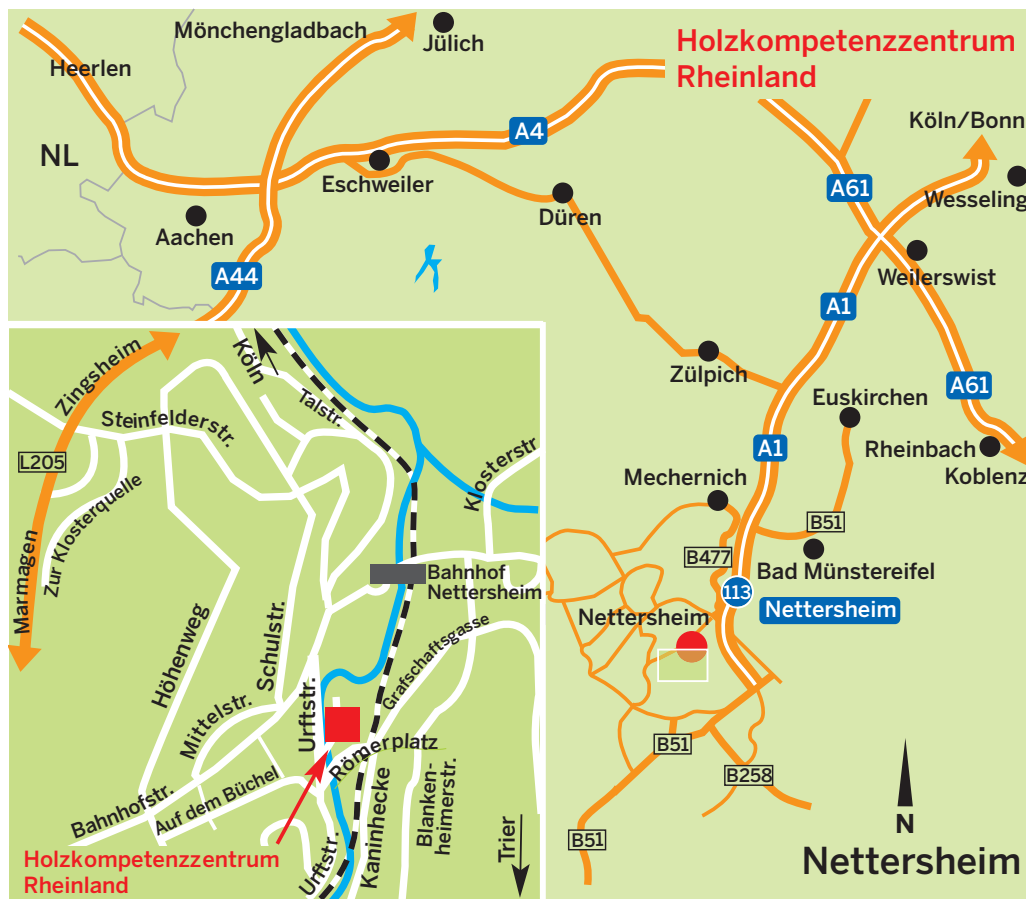 Mönchengladbach
Jülich
Heerlen
Holzkompetenzzentrum
Rheinland
NL
A4
Eschweiler
Aachen
Düren
A44
Köln/Bonn
A61
Wesseling
Weilerswist
A1
Zülpich
A61
Euskirchen
A1
Rheinbach
Koblenz
Mechernich
B51
B477
Bad Münstereifel
113
Nettersheim
Nettersheim
B51
B258
B51
N
Nettersheim
Zingsheim
Köln
Talstr.
Steinfelderstr.
L205
Klosterstr
Zur Klosterquelle
Marmagen
Bahnhof
Nettersheim
Höhenweg
Schulstr.
Grafschaftsgasse
Mittelstr.
Urftstr.
Römerplatz
Bahnhofstr.
Auf dem Büchel
Kaninhecke
Blanken-
heimerstr.
Urftstr.
Trier
Holzkompetenzzentrum
Rheinland